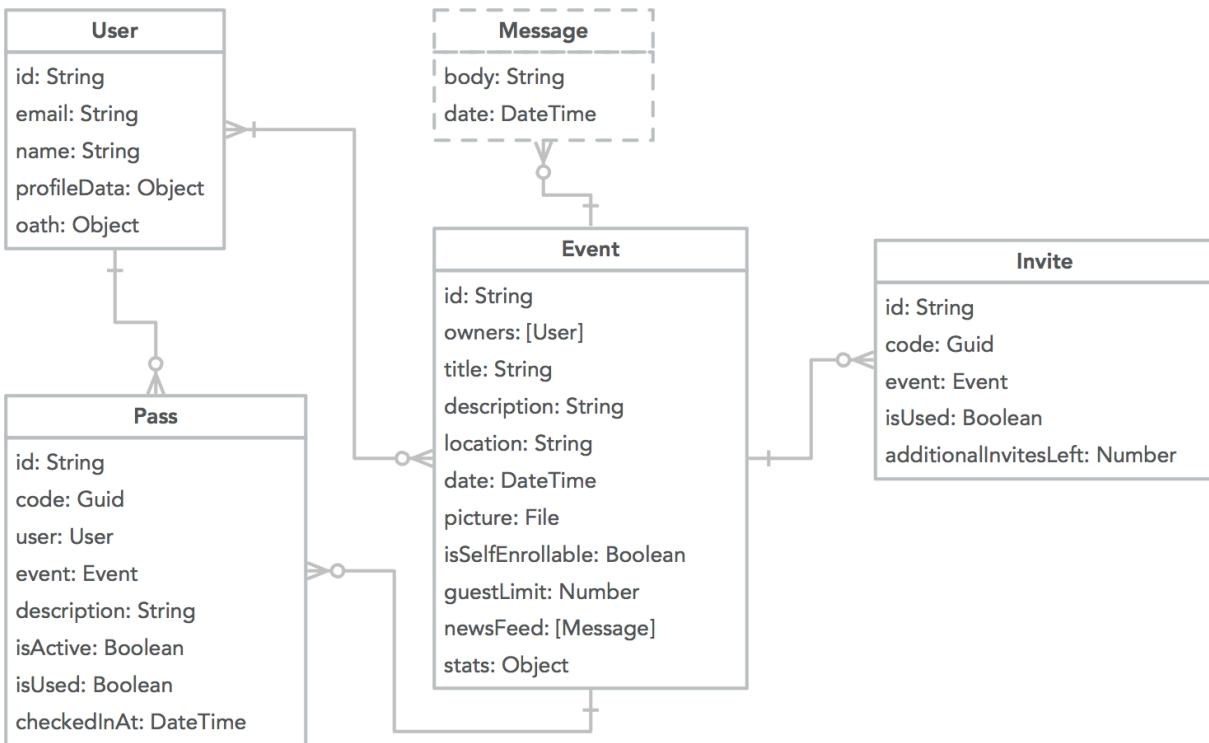 User
id: String
email: String
name: String
profileData: Object
oath: Object
Message
body: String
date: DateTime
Event
id: String
owners: [User]
title: String
description: String
location: String
date: DateTime
picture: File
isSelfEnrollable: Boolean
guestLimit: Number
newsFeed: [Message]
stats: Object
Invite
id: String
code: Guid
event: Event
isUsed: Boolean
additionalInvitesLeft: Number
Pass
id: String
code: Guid
user: User
event: Event
description: String
isActive: Boolean
isUsed: Boolean
checkedInAt: DateTime